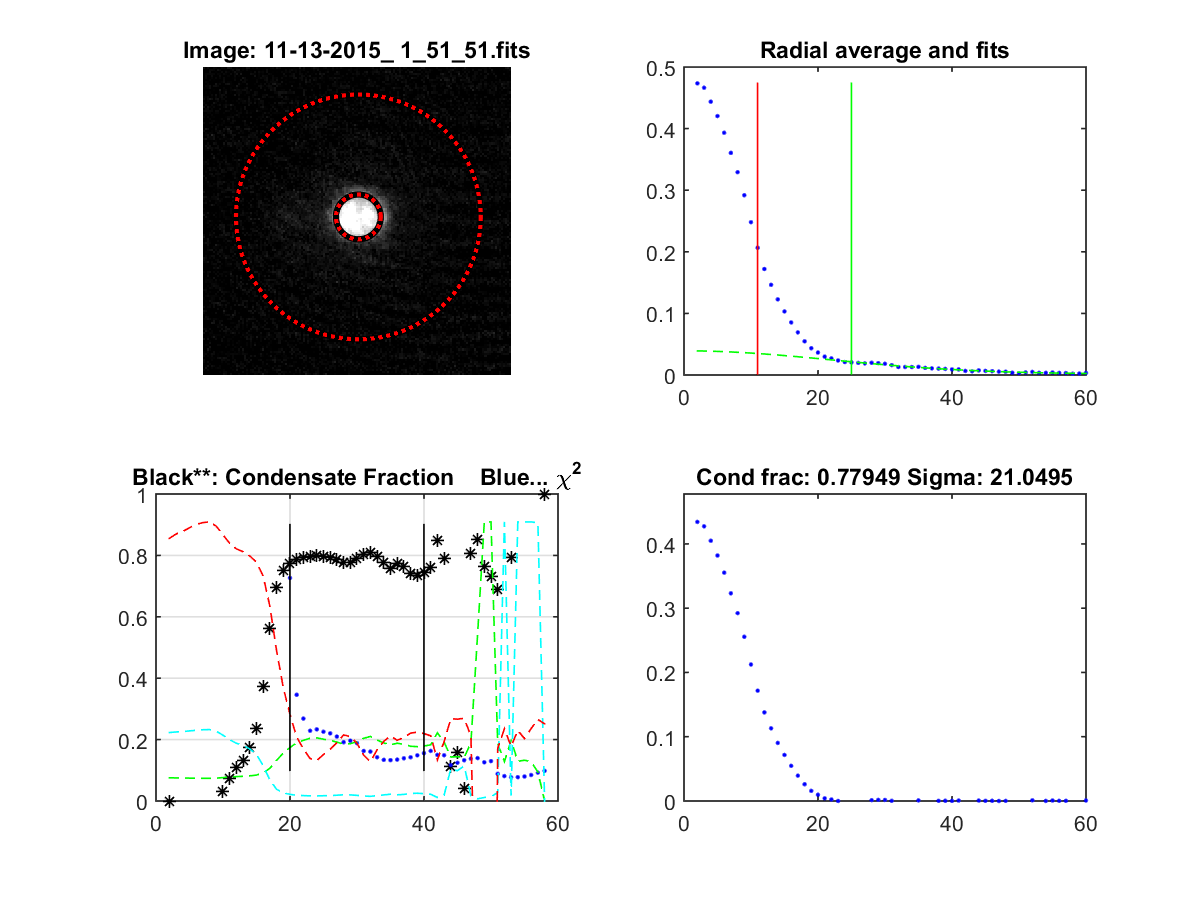 Image: 11-13-2015_ 1_51_51.fits
Radial average and fits
0.5
0.4
0.3
0.2
0.1
0
0 20 40 60
Black**: Condensate Fraction Blue... χ²
1
0.8
0.6
0.4
0.2
0
0 20 40 60
Cond frac: 0.77949 Sigma: 21.0495
0.4
0.3
0.2
0.1
0
0 20 40 60